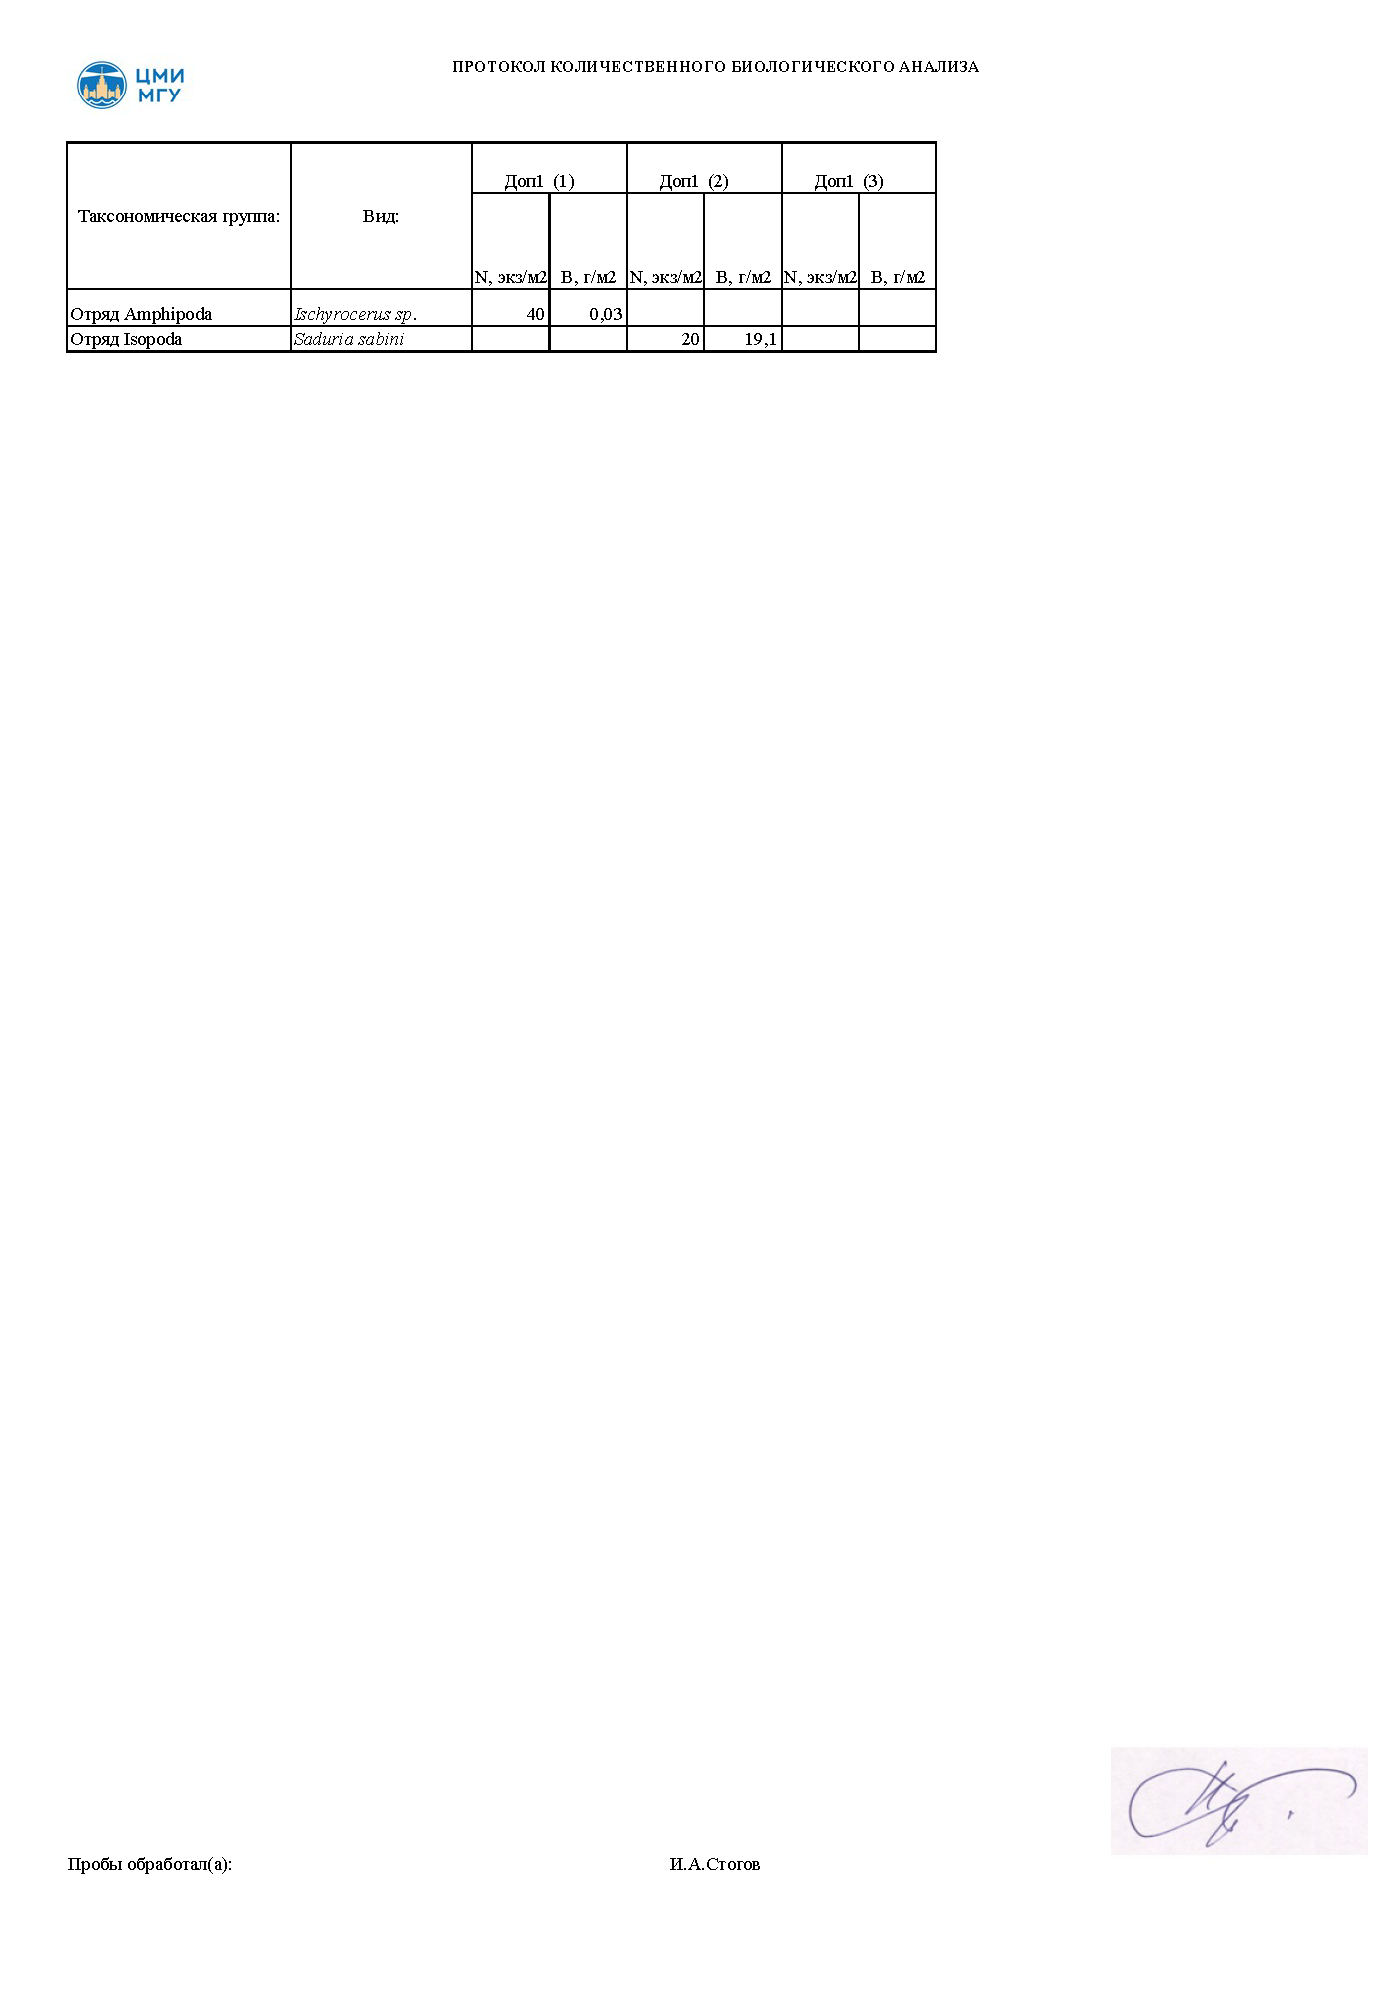 ЦМИ
МГУ
ПРОТОКОЛ КОЛИЧЕСТВЕННОГО БИОЛОГИЧЕСКОГО АНАЛИЗА
Таксономическая группа: Вид: Доп1 (1) Доп1 (2) Доп1 (3)
N, экз/м2 В, г/м2 N, экз/м2 В, г/м2 N, экз/м2 В, г/м2
Отряд Amphipoda Ischyrocerus sp. 40 0,03
Отряд Isopoda Saduria sabini 20 19,1
Пробы обработал(а): И.А.Стогов